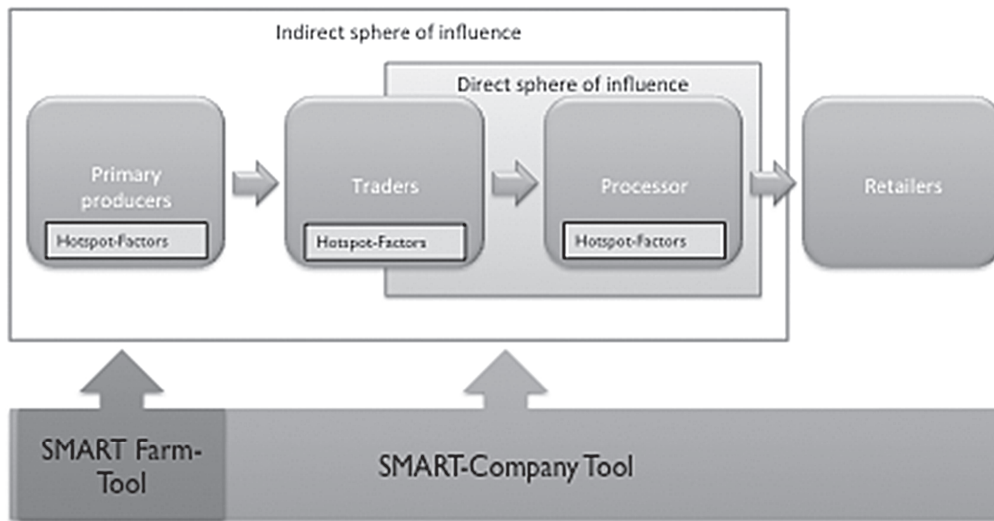 Indirect sphere of influence
Direct sphere of influence
Primary
producers
Hotspot-Factors
Traders
Hotspot-Factors
Processor
Hotspot-Factors
Retailers
SMART Farm-
Tool
SMART-Company Tool